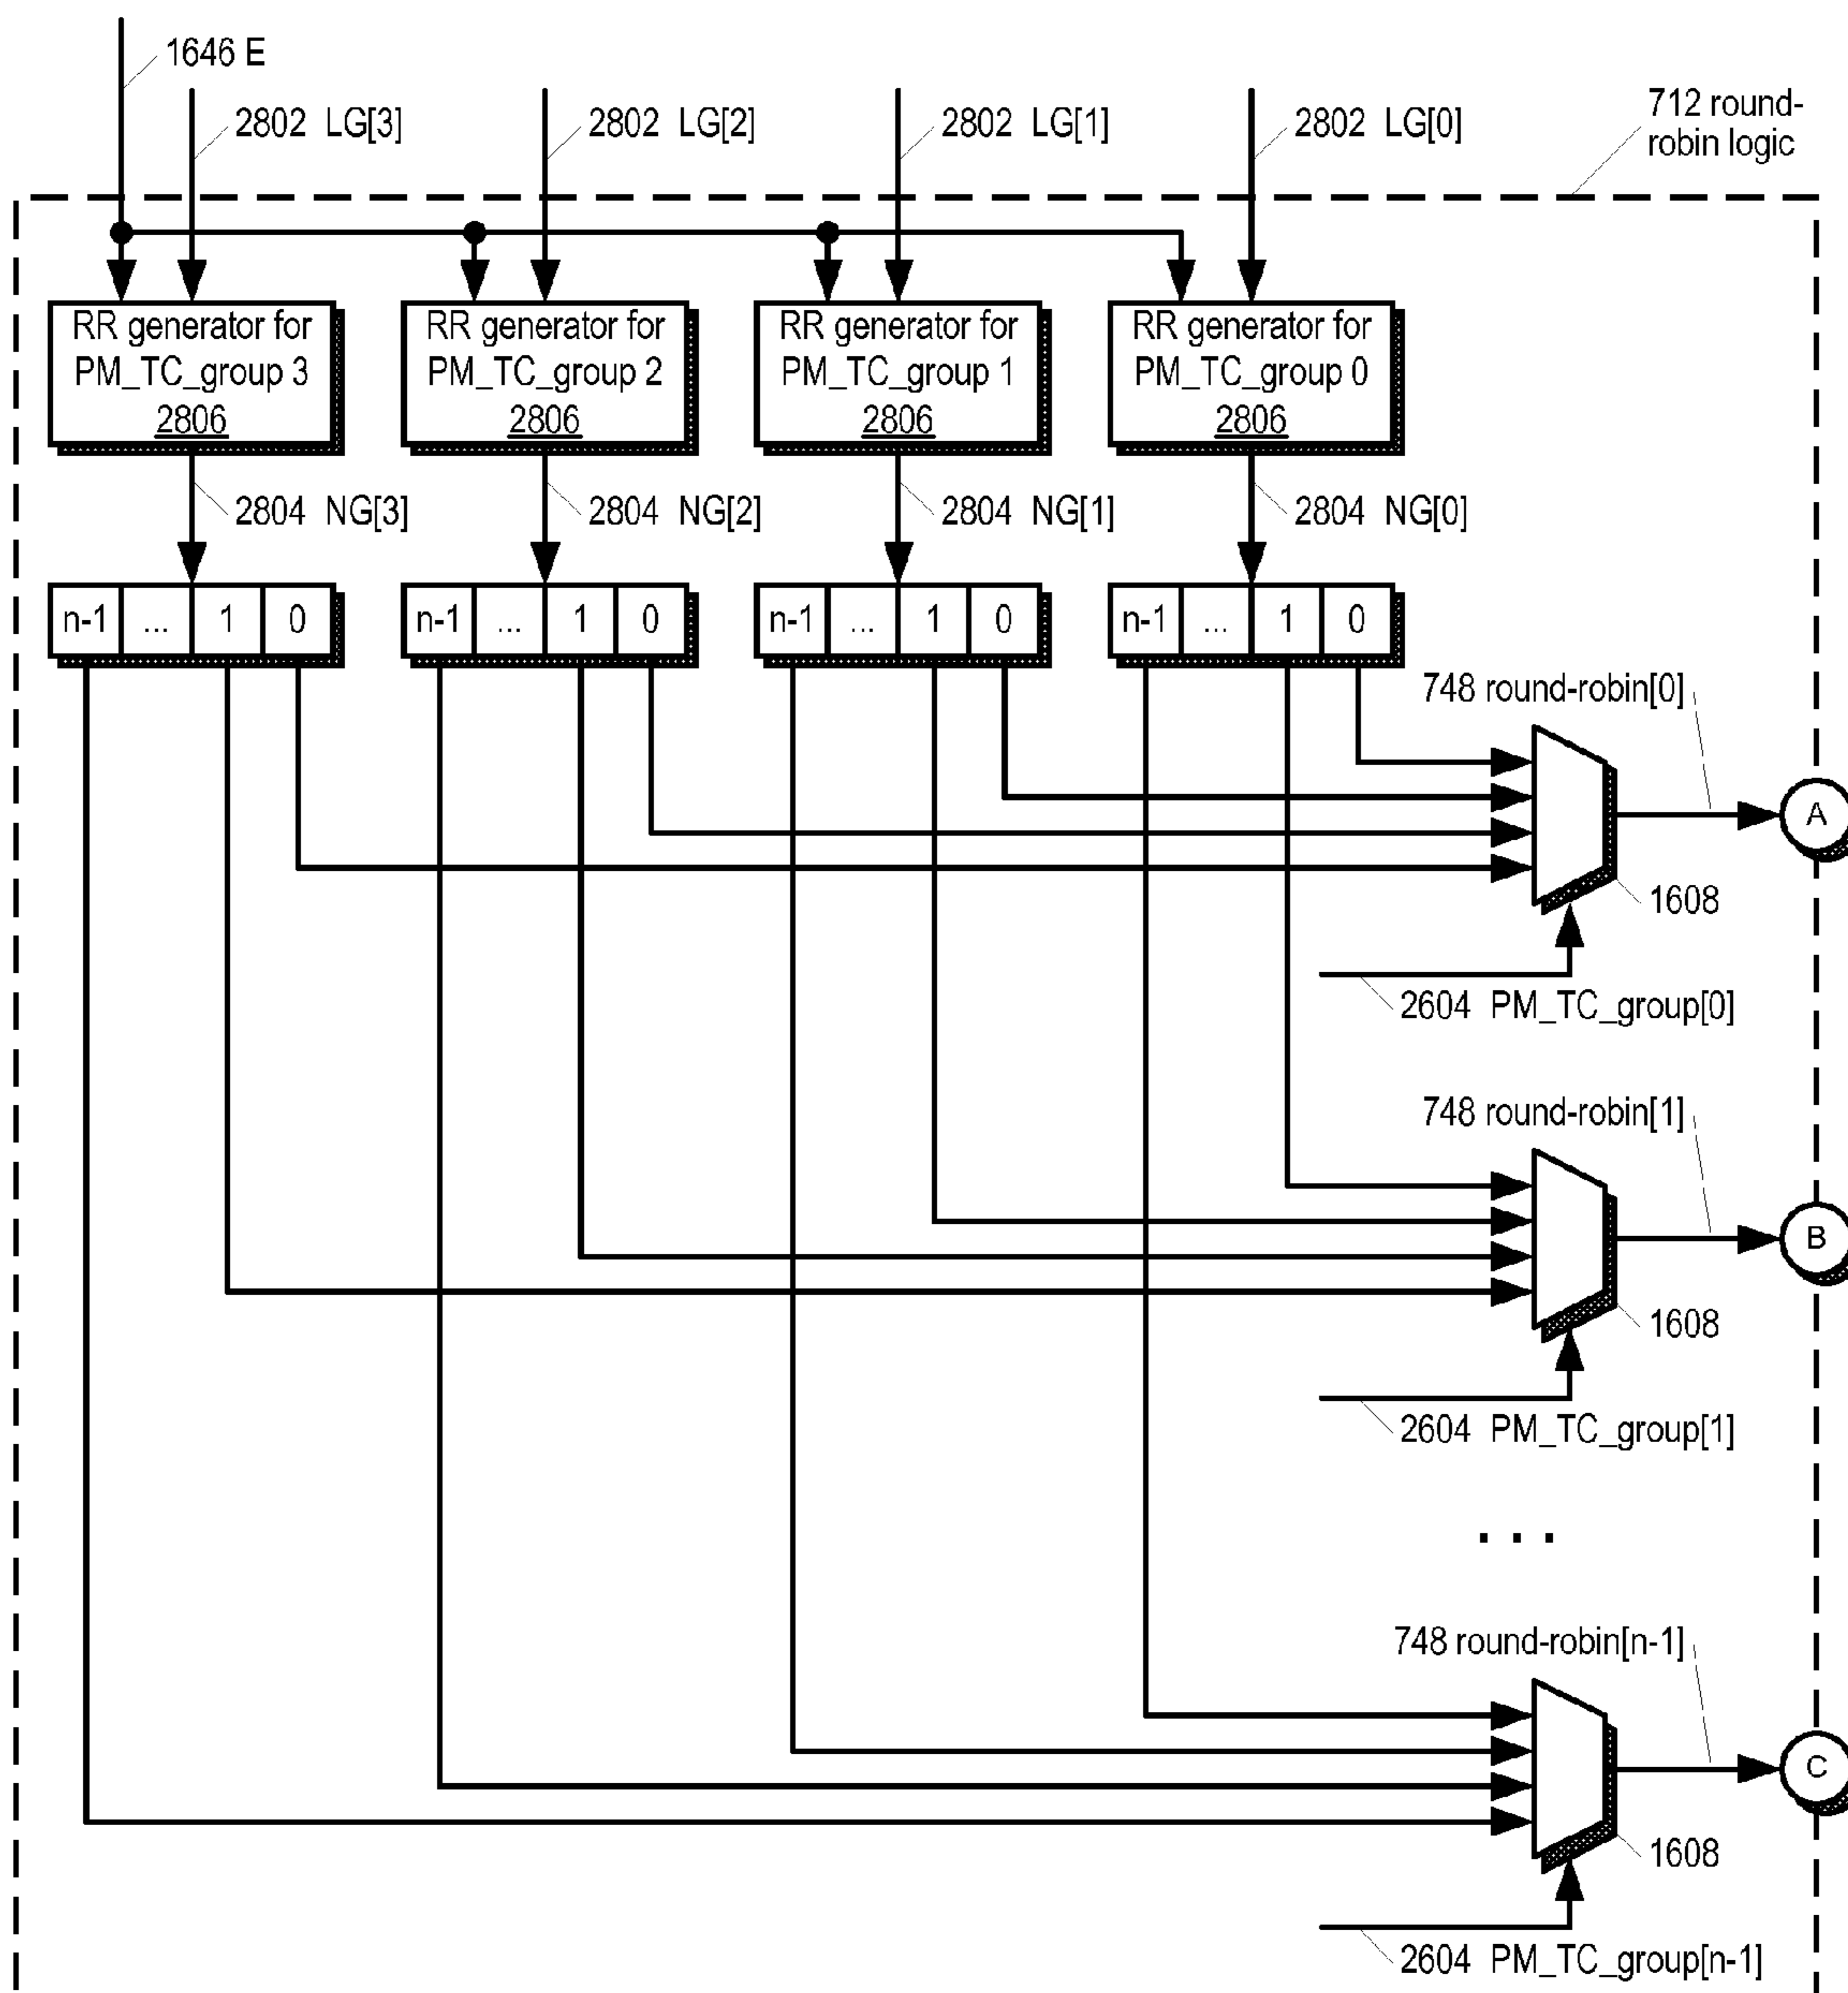 1646 E
2802 LG[3]
2802 LG[2]
2802 LG[1]
2802 LG[0]
712 round-
robin logic
RR generator for
PM_TC_group 3
2806
RR generator for
PM_TC_group 2
2806
RR generator for
PM_TC_group 1
2806
RR generator for
PM_TC_group 0
2806
2804 NG[3]
2804 NG[2]
2804 NG[1]
2804 NG[0]
n-1 ... 1 0
n-1 ... 1 0
n-1 ... 1 0
n-1 ... 1 0
748 round-robin[0]
A
1608
2604 PM_TC_group[0]
748 round-robin[1]
B
1608
2604 PM_TC_group[1]
...
748 round-robin[n-1]
C
1608
2604 PM_TC_group[n-1]